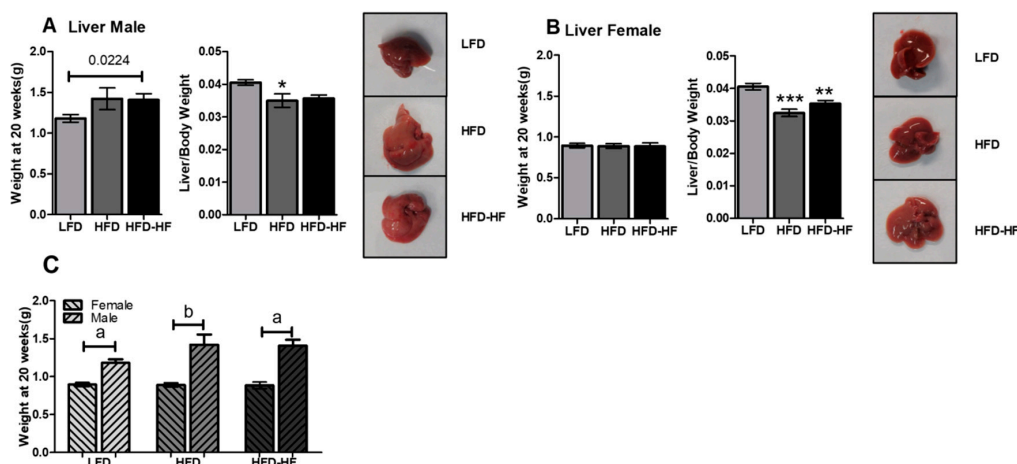 A Liver Male
Weight at 20 weeks(g)
2.0
1.5
1.0
0.5
0.0
0.0224
LFD HFD HFD-HF
Liver/Body Weight
0.05
0.04
0.03
0.02
0.01
0.00
*
LFD HFD HFD-HF
LFD
HFD
HFD-HF
B Liver Female
Weight at 20 weeks(g)
2.0
1.5
1.0
0.5
0.0
LFD HFD HFD-HF
Liver/Body Weight
0.05
0.04
0.03
0.02
0.01
0.00
***
**
LFD HFD HFD-HF
LFD
HFD
HFD-HF
C
Weight at 20 weeks(g)
2.0
1.5
1.0
0.5
0.0
Female
Male
a
b
a
LFD HFD HFD-HF